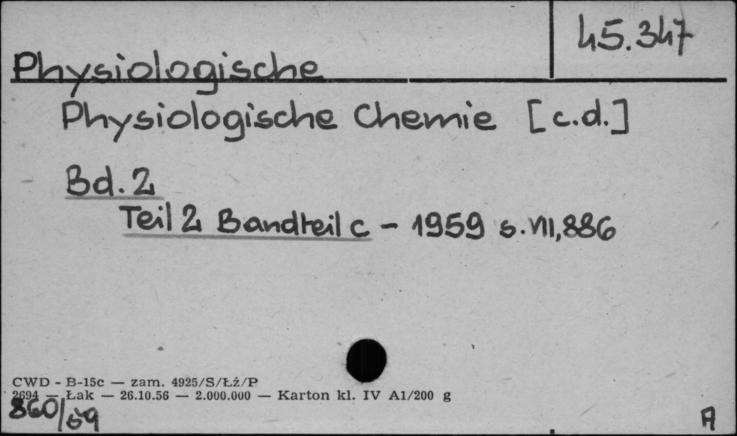 45.347
Physiologische
Physiologische Chemie [c.d.]
Bd. 2
Teil 2 Bandteil c - 1959 s. VII, 886
CWD - B-15c — zam. 4925/S/Łż/P
2694 — Łak — 26.10.56 — 2.000.000 — Karton kl. IV A1/200 g
860/59
A